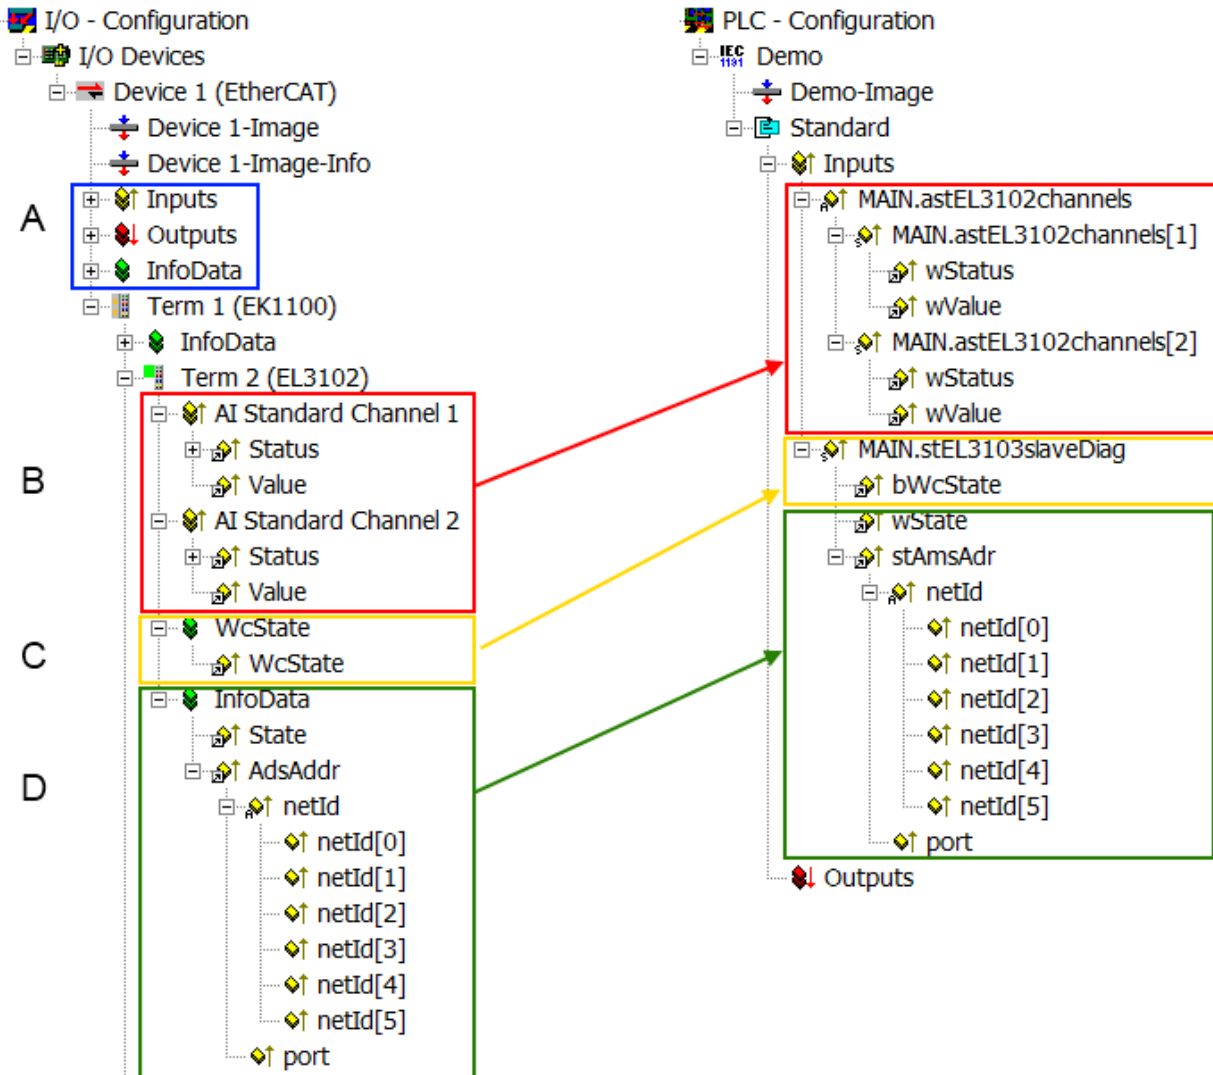 I/O - Configuration
I/O Devices
Device 1 (EtherCAT)
Device 1-Image
Device 1-Image-Info
A
Inputs
Outputs
InfoData
Term 1 (EK1100)
InfoData
Term 2 (EL3102)
B
AI Standard Channel 1
Status
Value
AI Standard Channel 2
Status
Value
C
WcState
WcState
D
InfoData
State
AdsAddr
netId
netId[0]
netId[1]
netId[2]
netId[3]
netId[4]
netId[5]
port
PLC - Configuration
IEC
1131
Demo
Demo-Image
Standard
Inputs
MAIN.astEL3102channels
MAIN.astEL3102channels[1]
wStatus
wValue
MAIN.astEL3102channels[2]
wStatus
wValue
MAIN.stEL3103slaveDiag
bWcState
wState
stAmsAdr
netId
netId[0]
netId[1]
netId[2]
netId[3]
netId[4]
netId[5]
port
Outputs